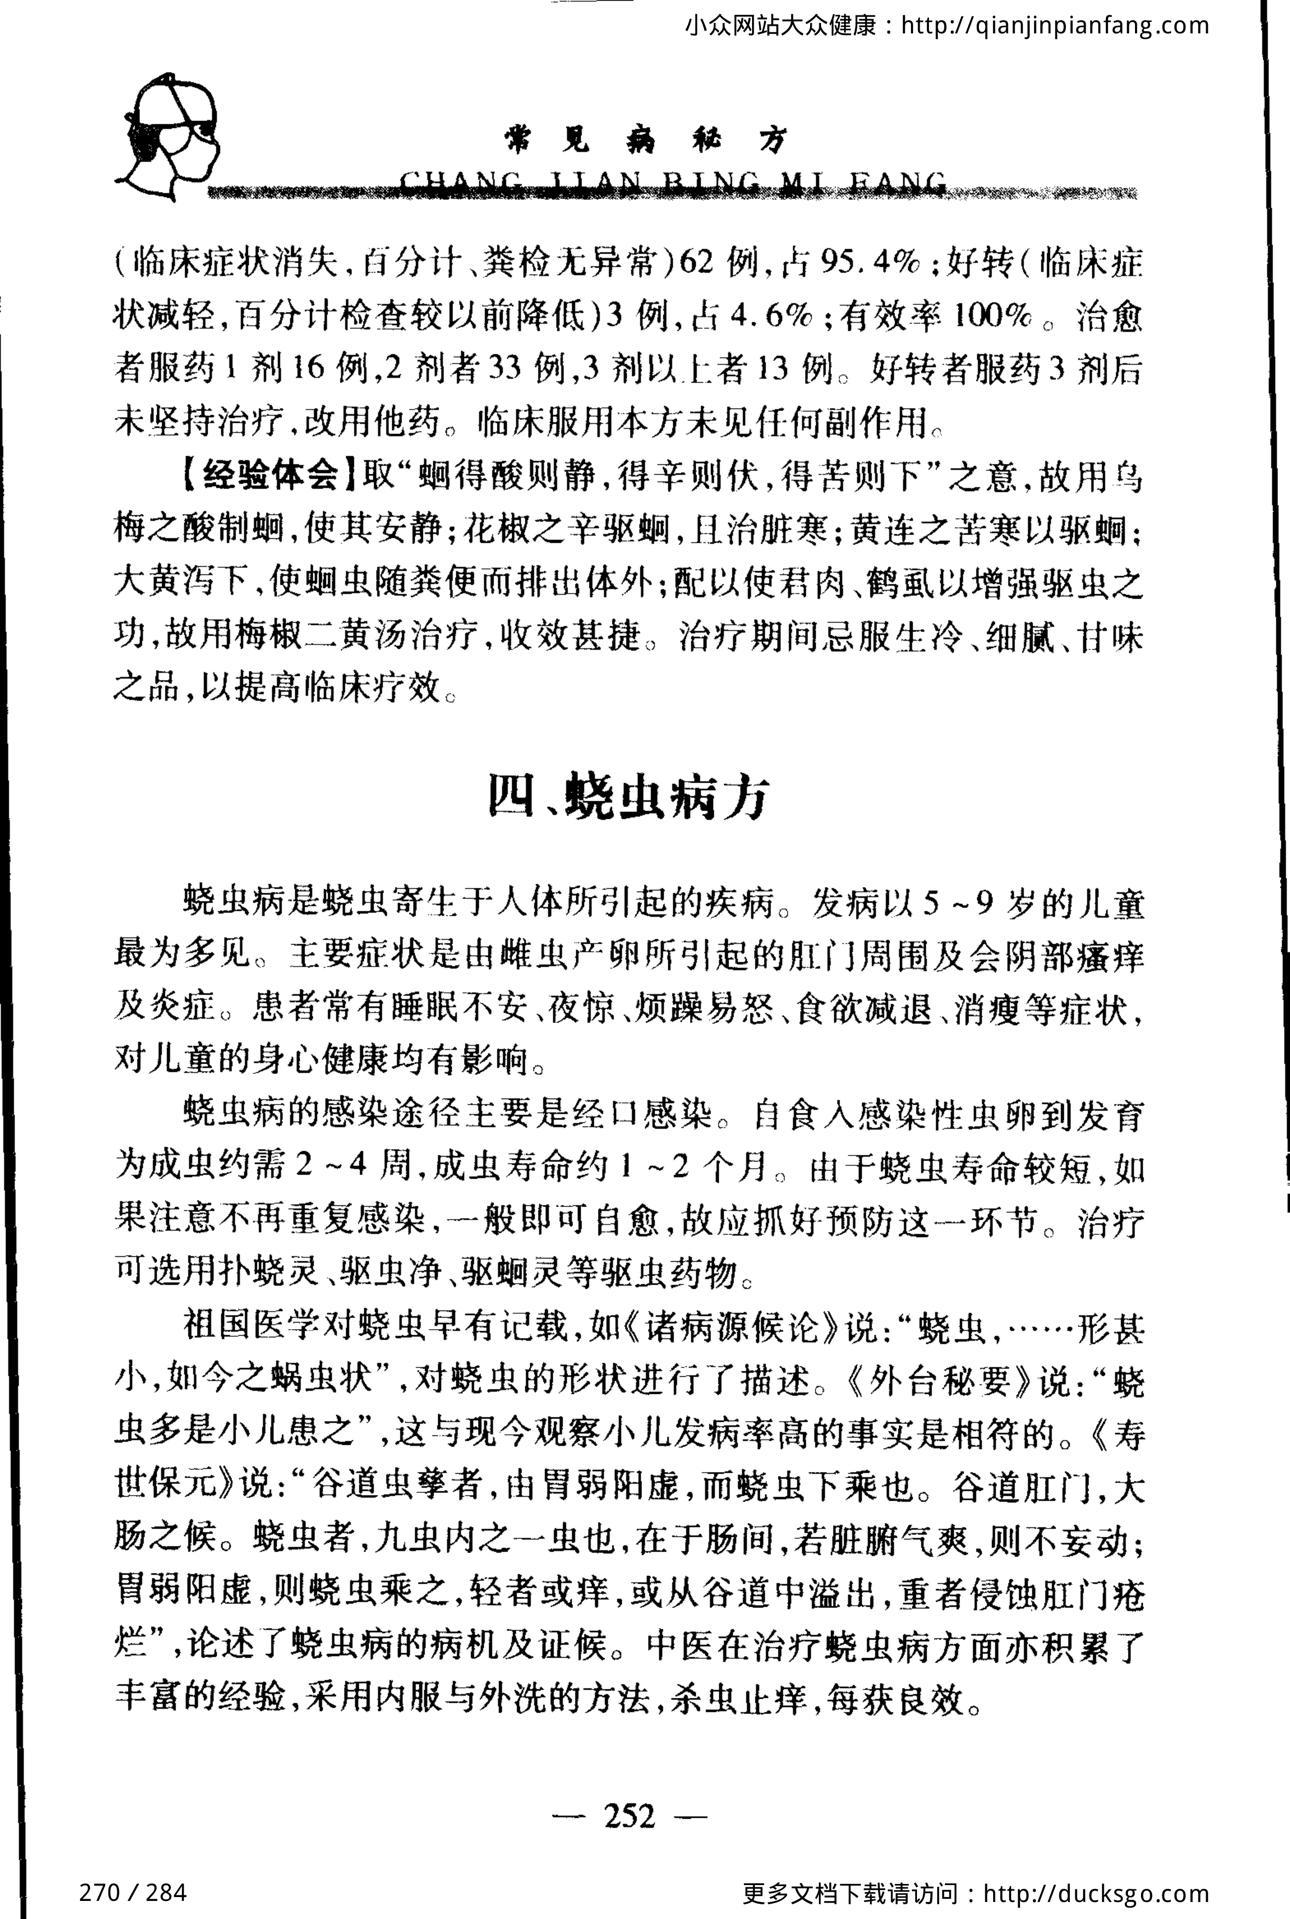 小众网站大众健康：http://qianjinpianfang.com
常见病秘方
CHANG JIAN BING MI FANG
（临床症状消失，百分计、粪检无异常）62 例，占 95.4%；好转（临床症
状减轻，百分计检查较以前降低）3 例，占 4.6%；有效率 100%。治愈
者服药 1 剂 16 例，2 剂者 33 例，3 剂以上者 13 例。好转者服药 3 剂后
未坚持治疗，改用他药。临床服用本方未见任何副作用。
【经验体会】取“蛔得酸则静，得辛则伏，得苦则下”之意，故用乌
梅之酸制蛔，使其安静；花椒之辛驱蛔，且治脏寒；黄连之苦寒以驱蛔；
大黄泻下，使蛔虫随粪便而排出体外；配以使君肉、鹤虱以增强驱虫之
功，故用梅椒二黄汤治疗，收效甚捷。治疗期间忌服生冷、细腻、甘味
之品，以提高临床疗效。
四、蛲虫病方
蛲虫病是蛲虫寄生于人体所引起的疾病。发病以 5 ~ 9 岁的儿童
最为多见。主要症状是由雌虫产卵所引起的肛门周围及会阴部瘙痒
及炎症。患者常有睡眠不安、夜惊、烦躁易怒、食欲减退、消瘦等症状，
对儿童的身心健康均有影响。
蛲虫病的感染途径主要是经口感染。自食入感染性虫卵到发育
为成虫约需 2 ~ 4 周，成虫寿命约 1 ~ 2 个月。由于蛲虫寿命较短，如
果注意不再重复感染，一般即可自愈，故应抓好预防这一环节。治疗
可选用扑蛲灵、驱虫净、驱蛔灵等驱虫药物。
祖国医学对蛲虫早有记载，如《诸病源候论》说：“蛲虫，……形甚
小，如今之蜗虫状”，对蛲虫的形状进行了描述。《外台秘要》说：“蛲
虫多是小儿患之”，这与现今观察小儿发病率高的事实是相符的。《寿
世保元》说：“谷道虫孳者，由胃弱阳虚，而蛲虫下乘也。谷道肛门，大
肠之候。蛲虫者，九虫内之一虫也，在于肠间，若脏腑气爽，则不妄动；
胃弱阳虚，则蛲虫乘之，轻者或痒，或从谷道中溢出，重者侵蚀肛门疮
烂”，论述了蛲虫病的病机及证候。中医在治疗蛲虫病方面亦积累了
丰富的经验，采用内服与外洗的方法，杀虫止痒，每获良效。
— 252 —
270 / 284
更多文档下载请访问：http://ducksgo.com